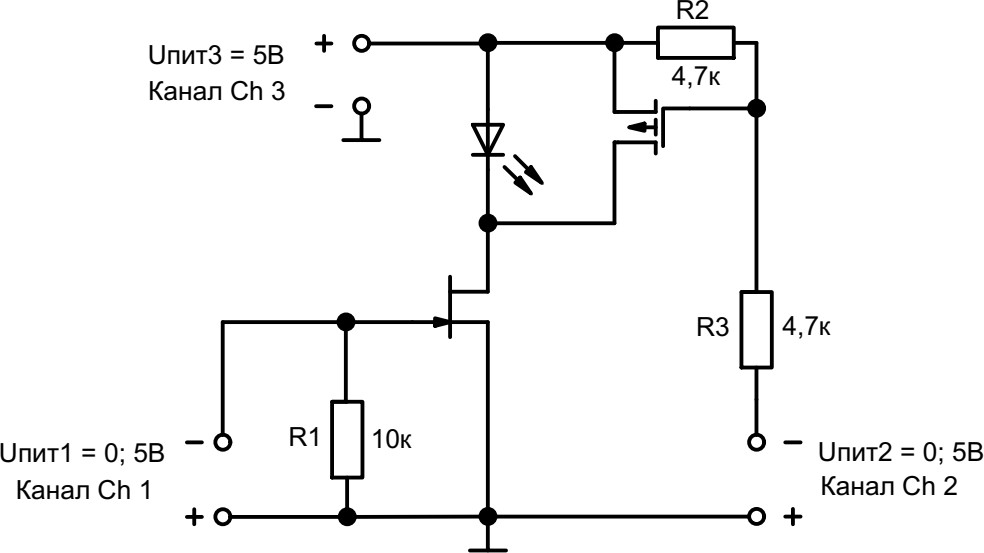 R2
+
Uпит3 = 5В
4,7к
Канал Ch 3
−
R3
4,7к
R1
10к
−
Uпит1 = 0; 5В
−
Uпит2 = 0; 5В
Канал Ch 1
Канал Ch 2
+
+